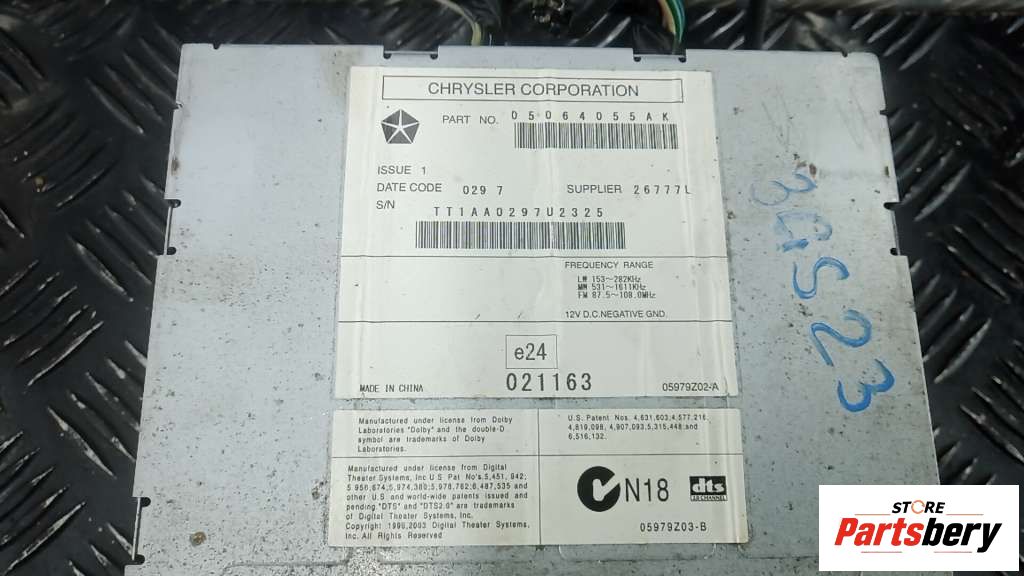 CHRYSLER CORPORATION
PART NO. 05064055AK
ISSUE 1
DATE CODE 029 7 SUPPLIER 26777L
S/N TT1AA0297U2325
FREQUENCY RANGE
LW 153~282KHz
MW 531~1611KHz
FM 87.5~108.0MHz
12V D.C.NEGATIVE GND.
e24
021163
MADE IN CHINA
05979Z02-A
Manufactured under license from Dolby
Laboratories "Dolby" and the double-D
symbol are trademarks of Dolby
Laboratories.
U.S. Patent Nos. 4,631,603;4,577,216,
4,819,098, 4,907,093,5,315,448 and
6,516,132.
Manufactured under license from Digital
Theater Systems, Inc U S Pat No's.5,451, 942;
5 956,674;5,974,380;5,978,762;6,487,535 and
other U.S. and world-wide patents issued and
pending "DTS" and "DTS2.0" are trademarks
of Digital Theater Systems, Inc.
Copyright 1996,2003 Digital Theater Systems,
Inc. All Rights Reserved
N18
dts
2.0 CHANNEL
05979Z03-B
3GS23
STORE
Partsbery